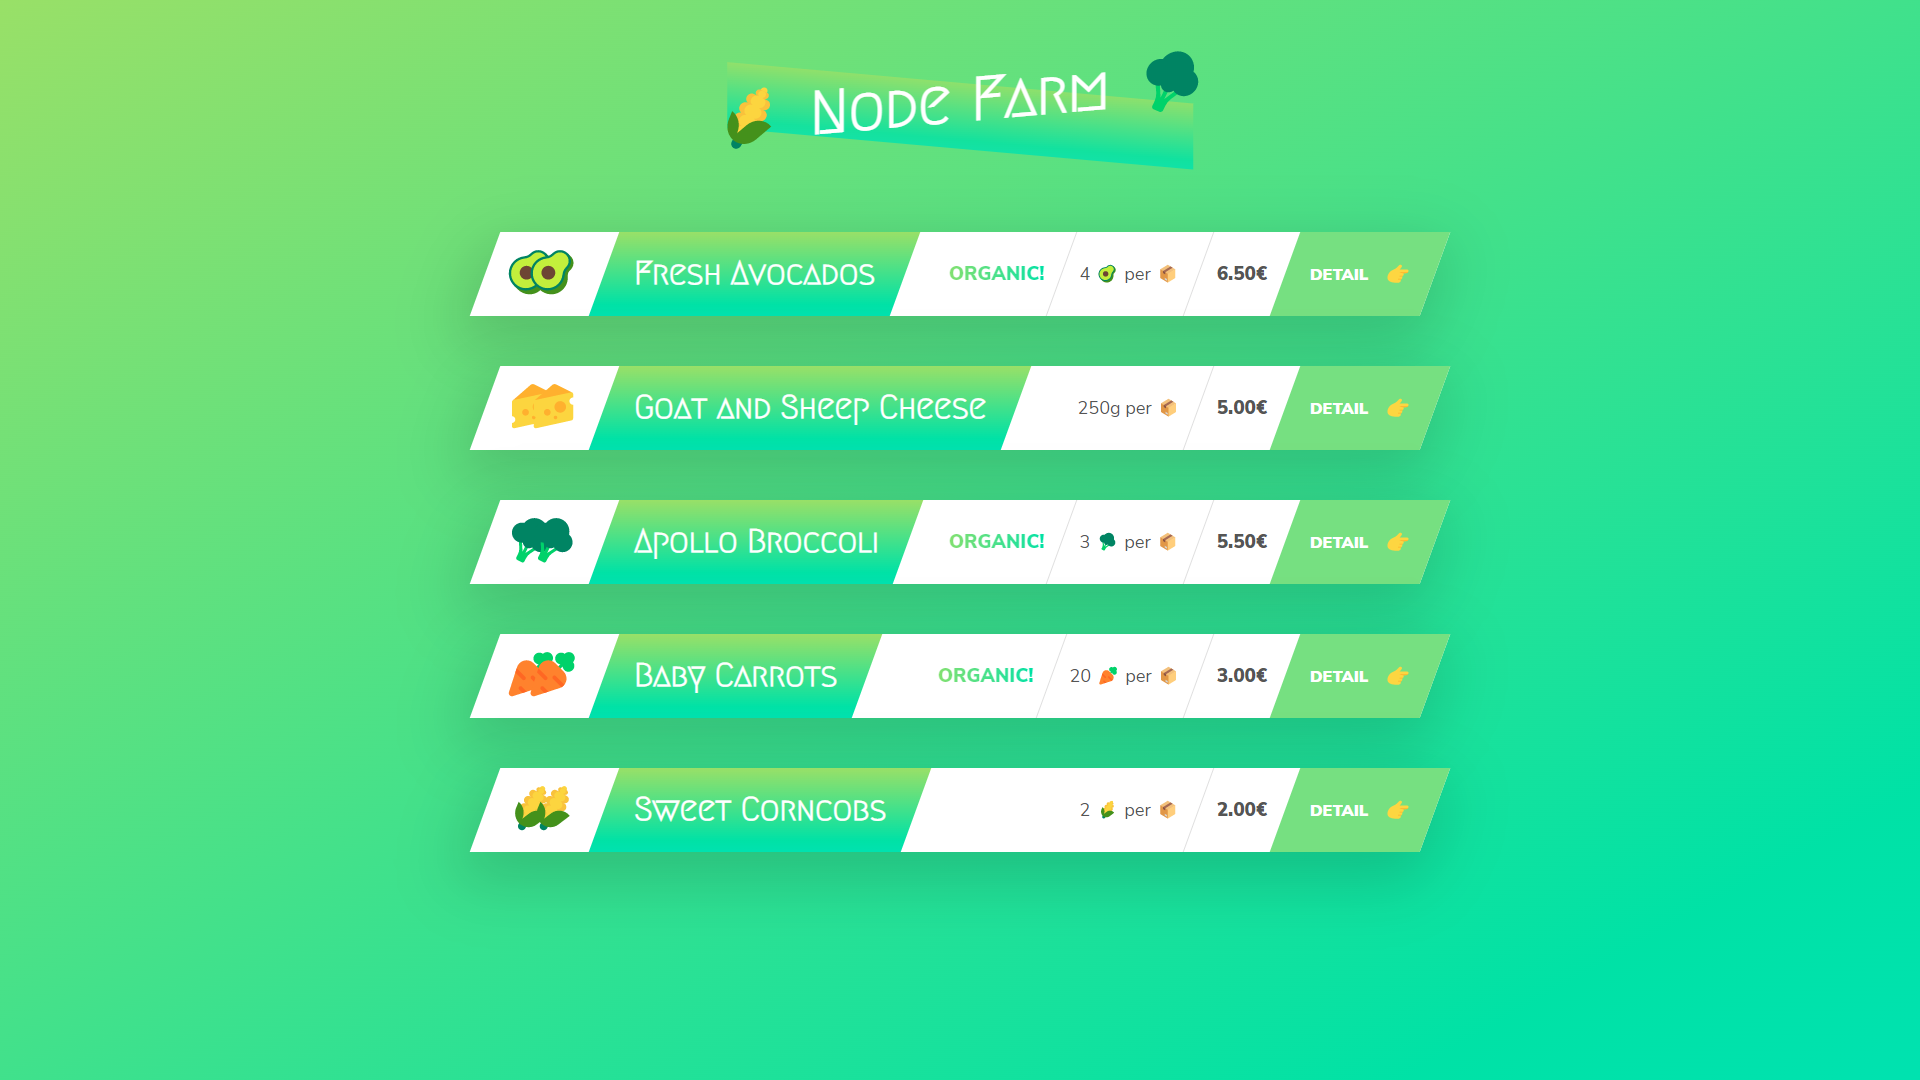 🌽 Node Farm 🥦
🥑🥑 Fresh Avocados ORGANIC! 4 🥑 per 📦 6.50€ DETAIL 👉
🧀🧀 Goat and Sheep Cheese 250g per 📦 5.00€ DETAIL 👉
🥦🥦 Apollo Broccoli ORGANIC! 3 🥦 per 📦 5.50€ DETAIL 👉
🥕🥕 Baby Carrots ORGANIC! 20 🥕 per 📦 3.00€ DETAIL 👉
🌽🌽 Sweet Corncobs 2 🌽 per 📦 2.00€ DETAIL 👉